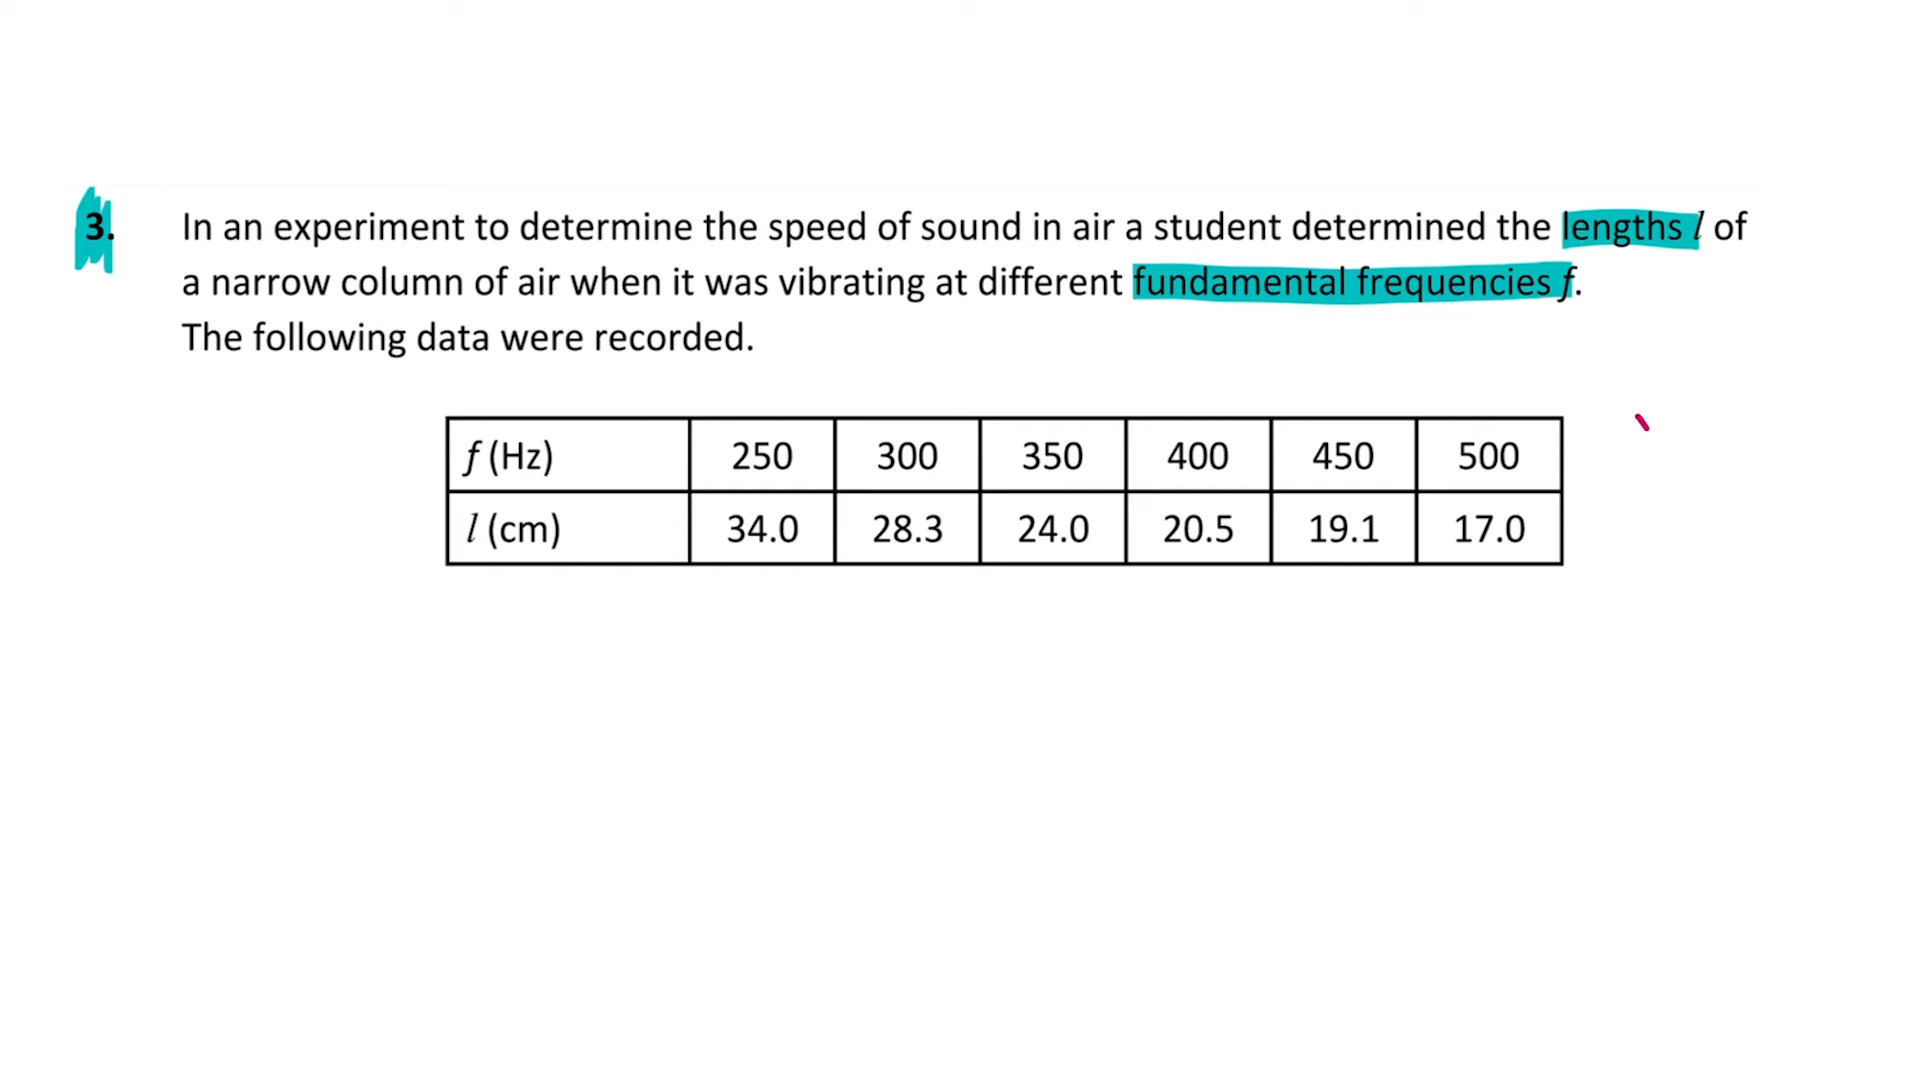 3. In an experiment to determine the speed of sound in air a student determined the lengths l of
a narrow column of air when it was vibrating at different fundamental frequencies f.
The following data were recorded.
f (Hz) 250 300 350 400 450 500
l (cm) 34.0 28.3 24.0 20.5 19.1 17.0